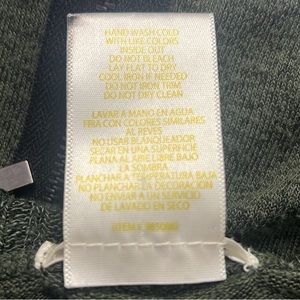 HAND WASH COLD
WITH LIKE COLORS
INSIDE OUT
DO NOT BLEACH
LAY FLAT TO DRY
COOL IRON IF NEEDED
DO NOT IRON TRIM
DO NOT DRY CLEAN
LAVAR A MANO EN AGUA
FRIA CON COLORES SIMILARES
AL REVES
NO USAR BLANQUEADOR
SECAR EN UNA SUPERFICIE
PLANA AL AIRE LIBRE BAJO
LA SOMBRA
PLANCHAR A TEMPERATURA BAJA
NO PLANCHAR LA DECORACION
NO ENVIAR A UN SERVICIO
DE LAVADO EN SECO